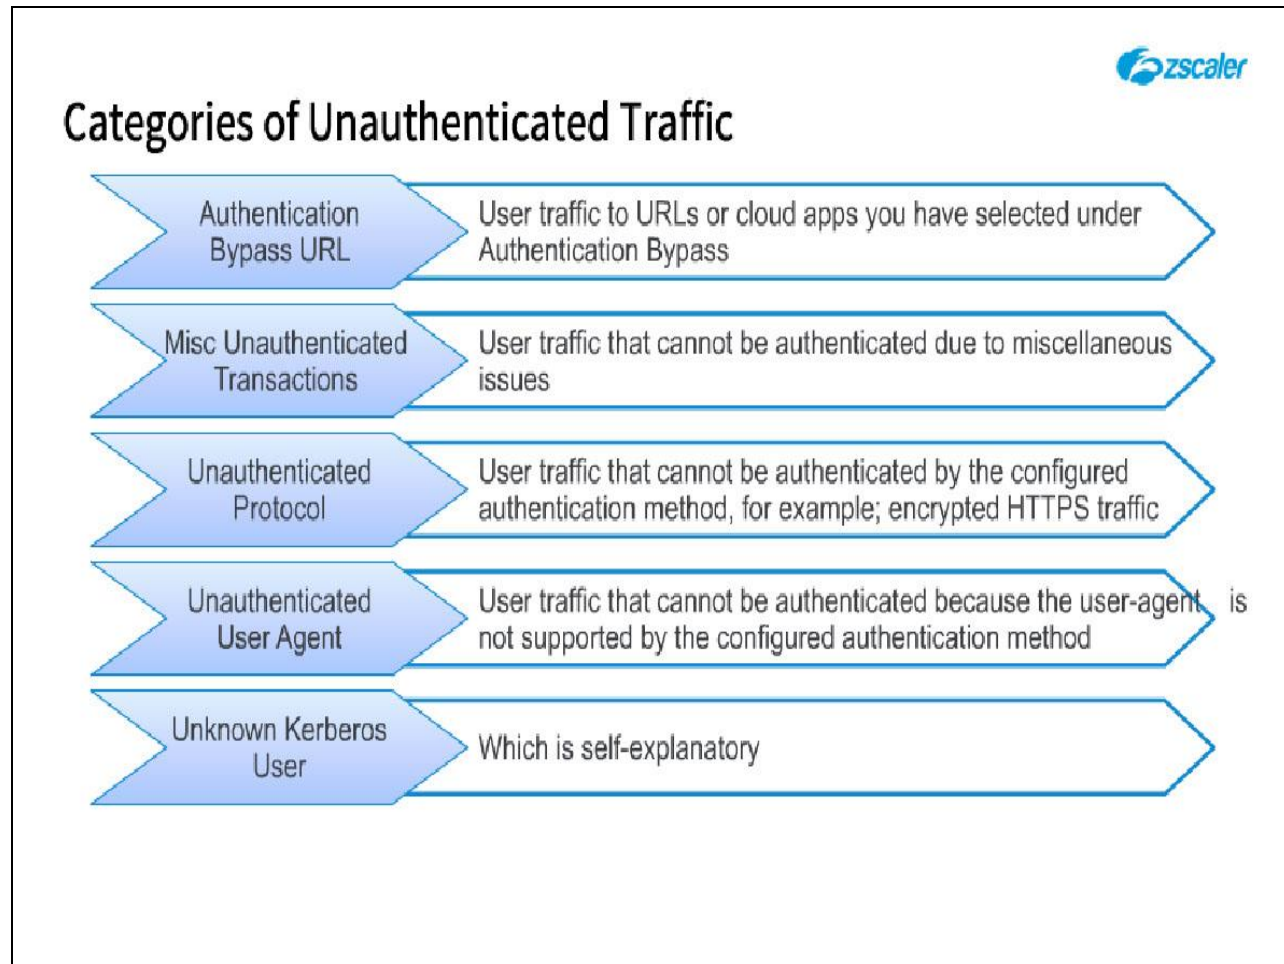 zscaler
Categories of Unauthenticated Traffic
Authentication
Bypass URL
User traffic to URLs or cloud apps you have selected under
Authentication Bypass
Misc Unauthenticated
Transactions
User traffic that cannot be authenticated due to miscellaneous
issues
Unauthenticated
Protocol
User traffic that cannot be authenticated by the configured
authentication method, for example; encrypted HTTPS traffic
Unauthenticated
User Agent
User traffic that cannot be authenticated because the user-agent is
not supported by the configured authentication method
Unknown Kerberos
User
Which is self-explanatory